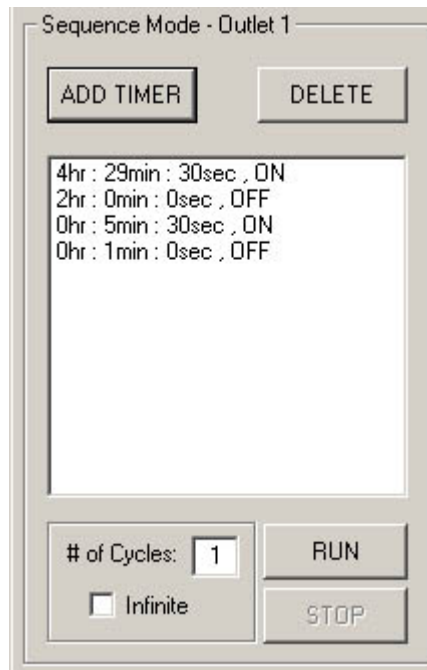 Sequence Mode - Outlet 1
ADD TIMER
DELETE
4hr : 29min : 30sec , ON
2hr : 0min : 0sec , OFF
0hr : 5min : 30sec , ON
0hr : 1min : 0sec , OFF
# of Cycles: 1
RUN
Infinite
STOP